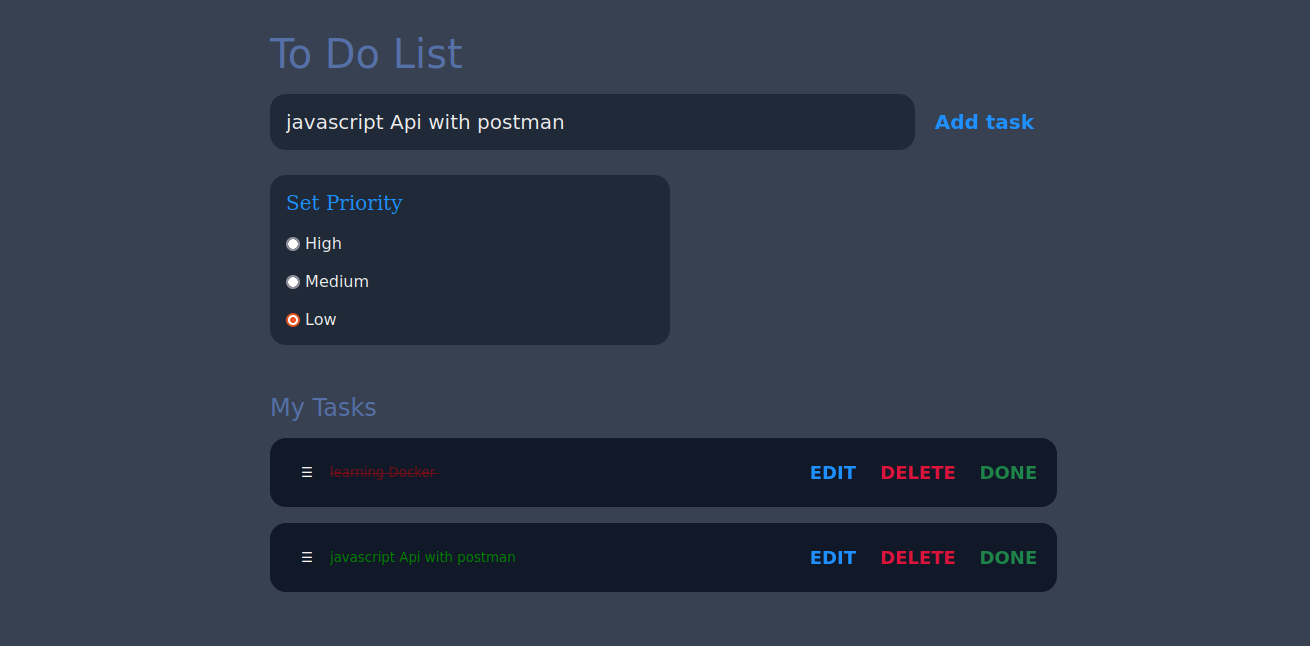 To Do List
javascript Api with postman
Add task
Set Priority
High
Medium
Low
My Tasks
learning Docker
EDIT DELETE DONE
javascript Api with postman
EDIT DELETE DONE